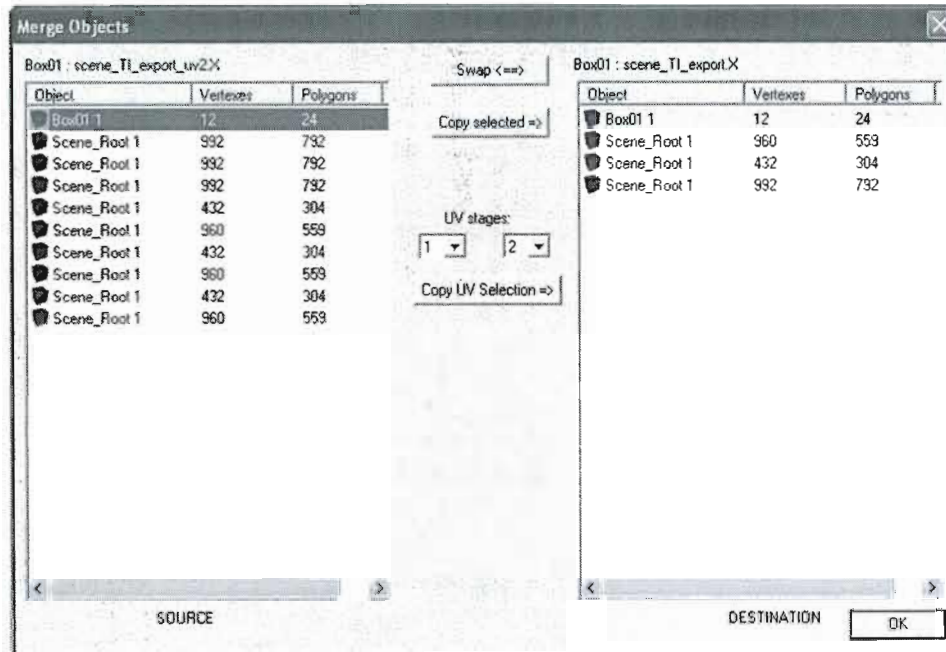 Merge Objects
Box01 : scene_TI_export_uv2.X
Object Vertexes Polygons
Box01 1 12 24
Scene_Root 1 992 792
Scene_Root 1 992 792
Scene_Root 1 992 792
Scene_Root 1 432 304
Scene_Root 1 960 559
Scene_Root 1 432 304
Scene_Root 1 960 559
Scene_Root 1 432 304
Scene_Root 1 960 559
SOURCE
Swap <==>
Copy selected =>
UV stages:
1 2
Copy UV Selection =>
Box01 : scene_TI_export.X
Object Vertexes Polygons
Box01 1 12 24
Scene_Root 1 960 559
Scene_Root 1 432 304
Scene_Root 1 992 792
DESTINATION
OK